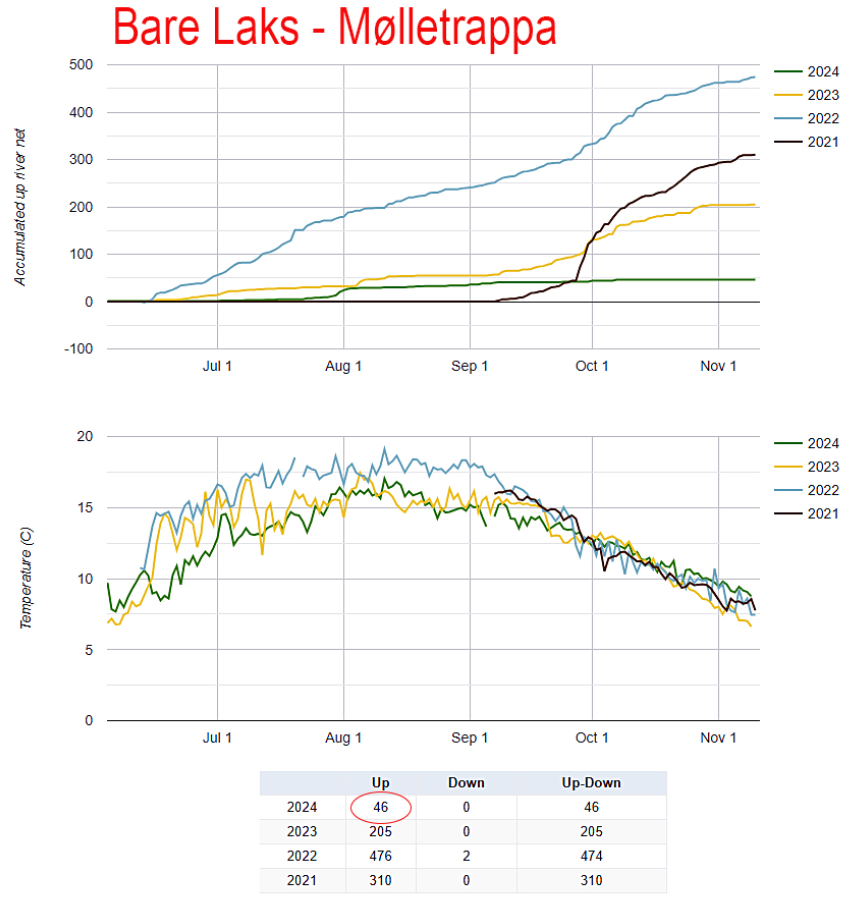 Bare Laks - Mølletrappa
500
400
300
200
100
0
-100
Accumulated up river net
Jul 1 Aug 1 Sep 1 Oct 1 Nov 1
2024
2023
2022
2021
20
15
10
5
0
Temperature (C)
Jul 1 Aug 1 Sep 1 Oct 1 Nov 1
2024
2023
2022
2021
Up Down Up-Down
2024 46 0 46
2023 205 0 205
2022 476 2 474
2021 310 0 310